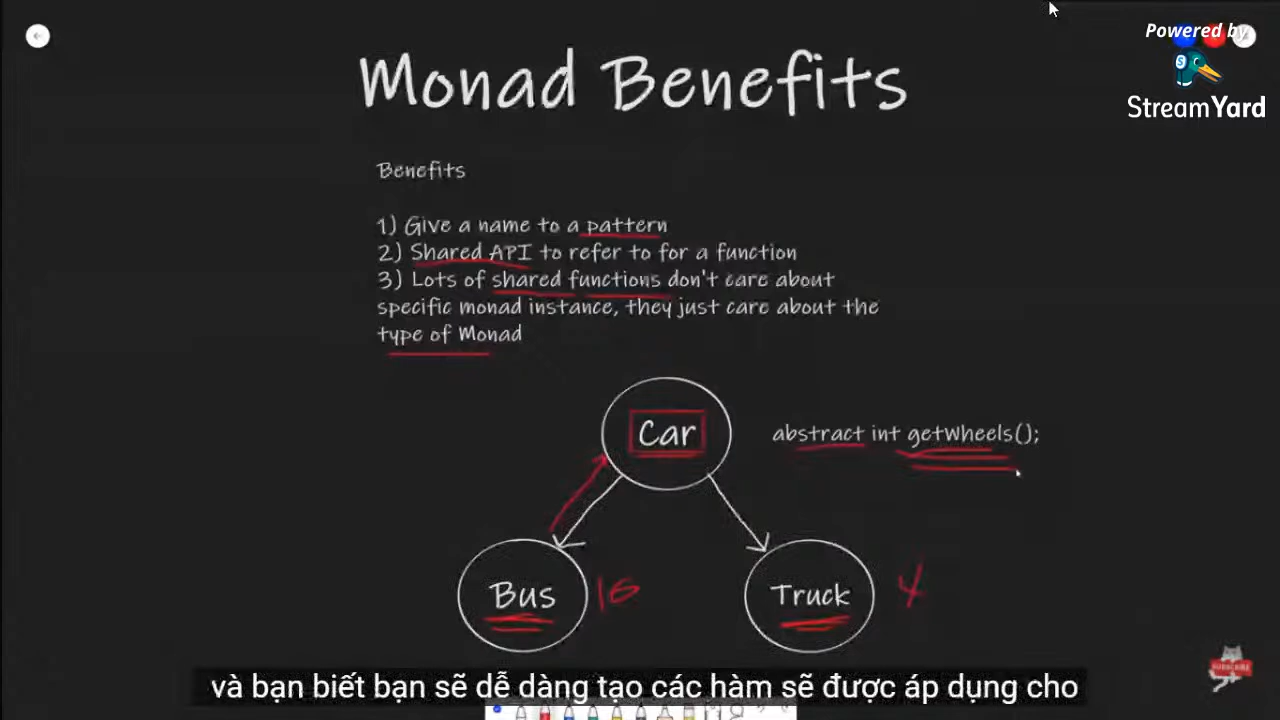 Powered by
StreamYard
Monad Benefits
Benefits
1) Give a name to a pattern
2) Shared API to refer to for a function
3) Lots of shared functions don't care about
specific monad instance, they just care about the
type of Monad
Car
abstract int getWheels();
Bus
16
Truck
4
SUBSCRIBE
và bạn biết bạn sẽ dễ dàng tạo các hàm sẽ được áp dụng cho